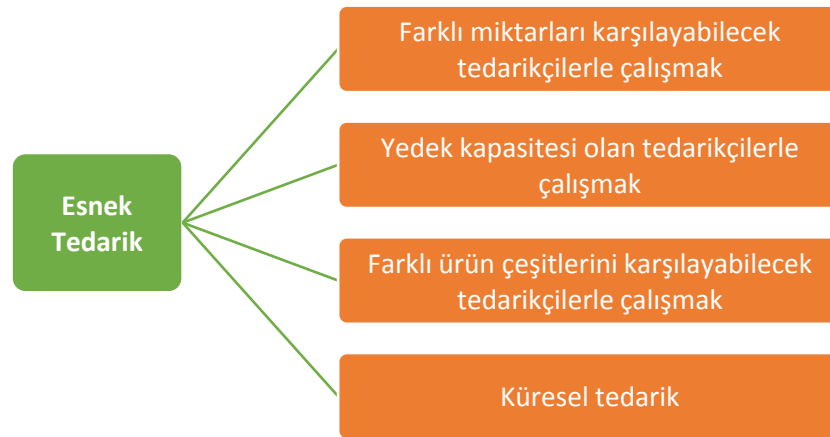 Farklı miktarları karşılayabilecek
tedarikçilerle çalışmak
Yedek kapasitesi olan tedarikçilerle
çalışmak
Esnek
Tedarik
Farklı ürün çeşitlerini karşılayabilecek
tedarikçilerle çalışmak
Küresel tedarik